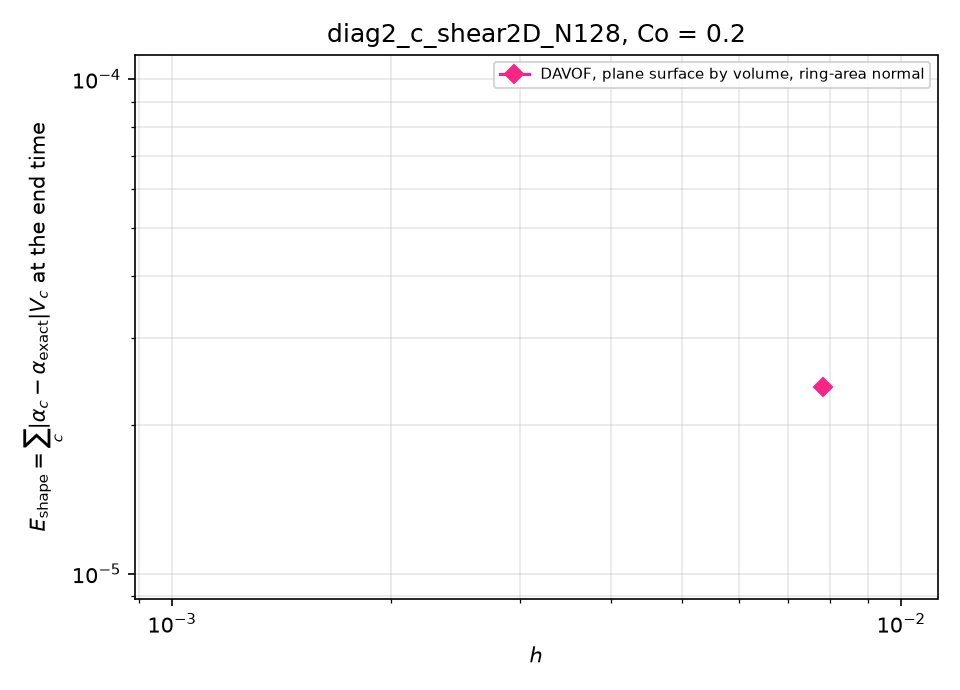 diag2_c_shear2D_N128, Co = 0.2
DAVOF, plane surface by volume, ring-area normal
E_shape = ∑_c |α_c − α_exact|V_c at the end time
10⁻⁴
10⁻⁵
10⁻³
10⁻²
h